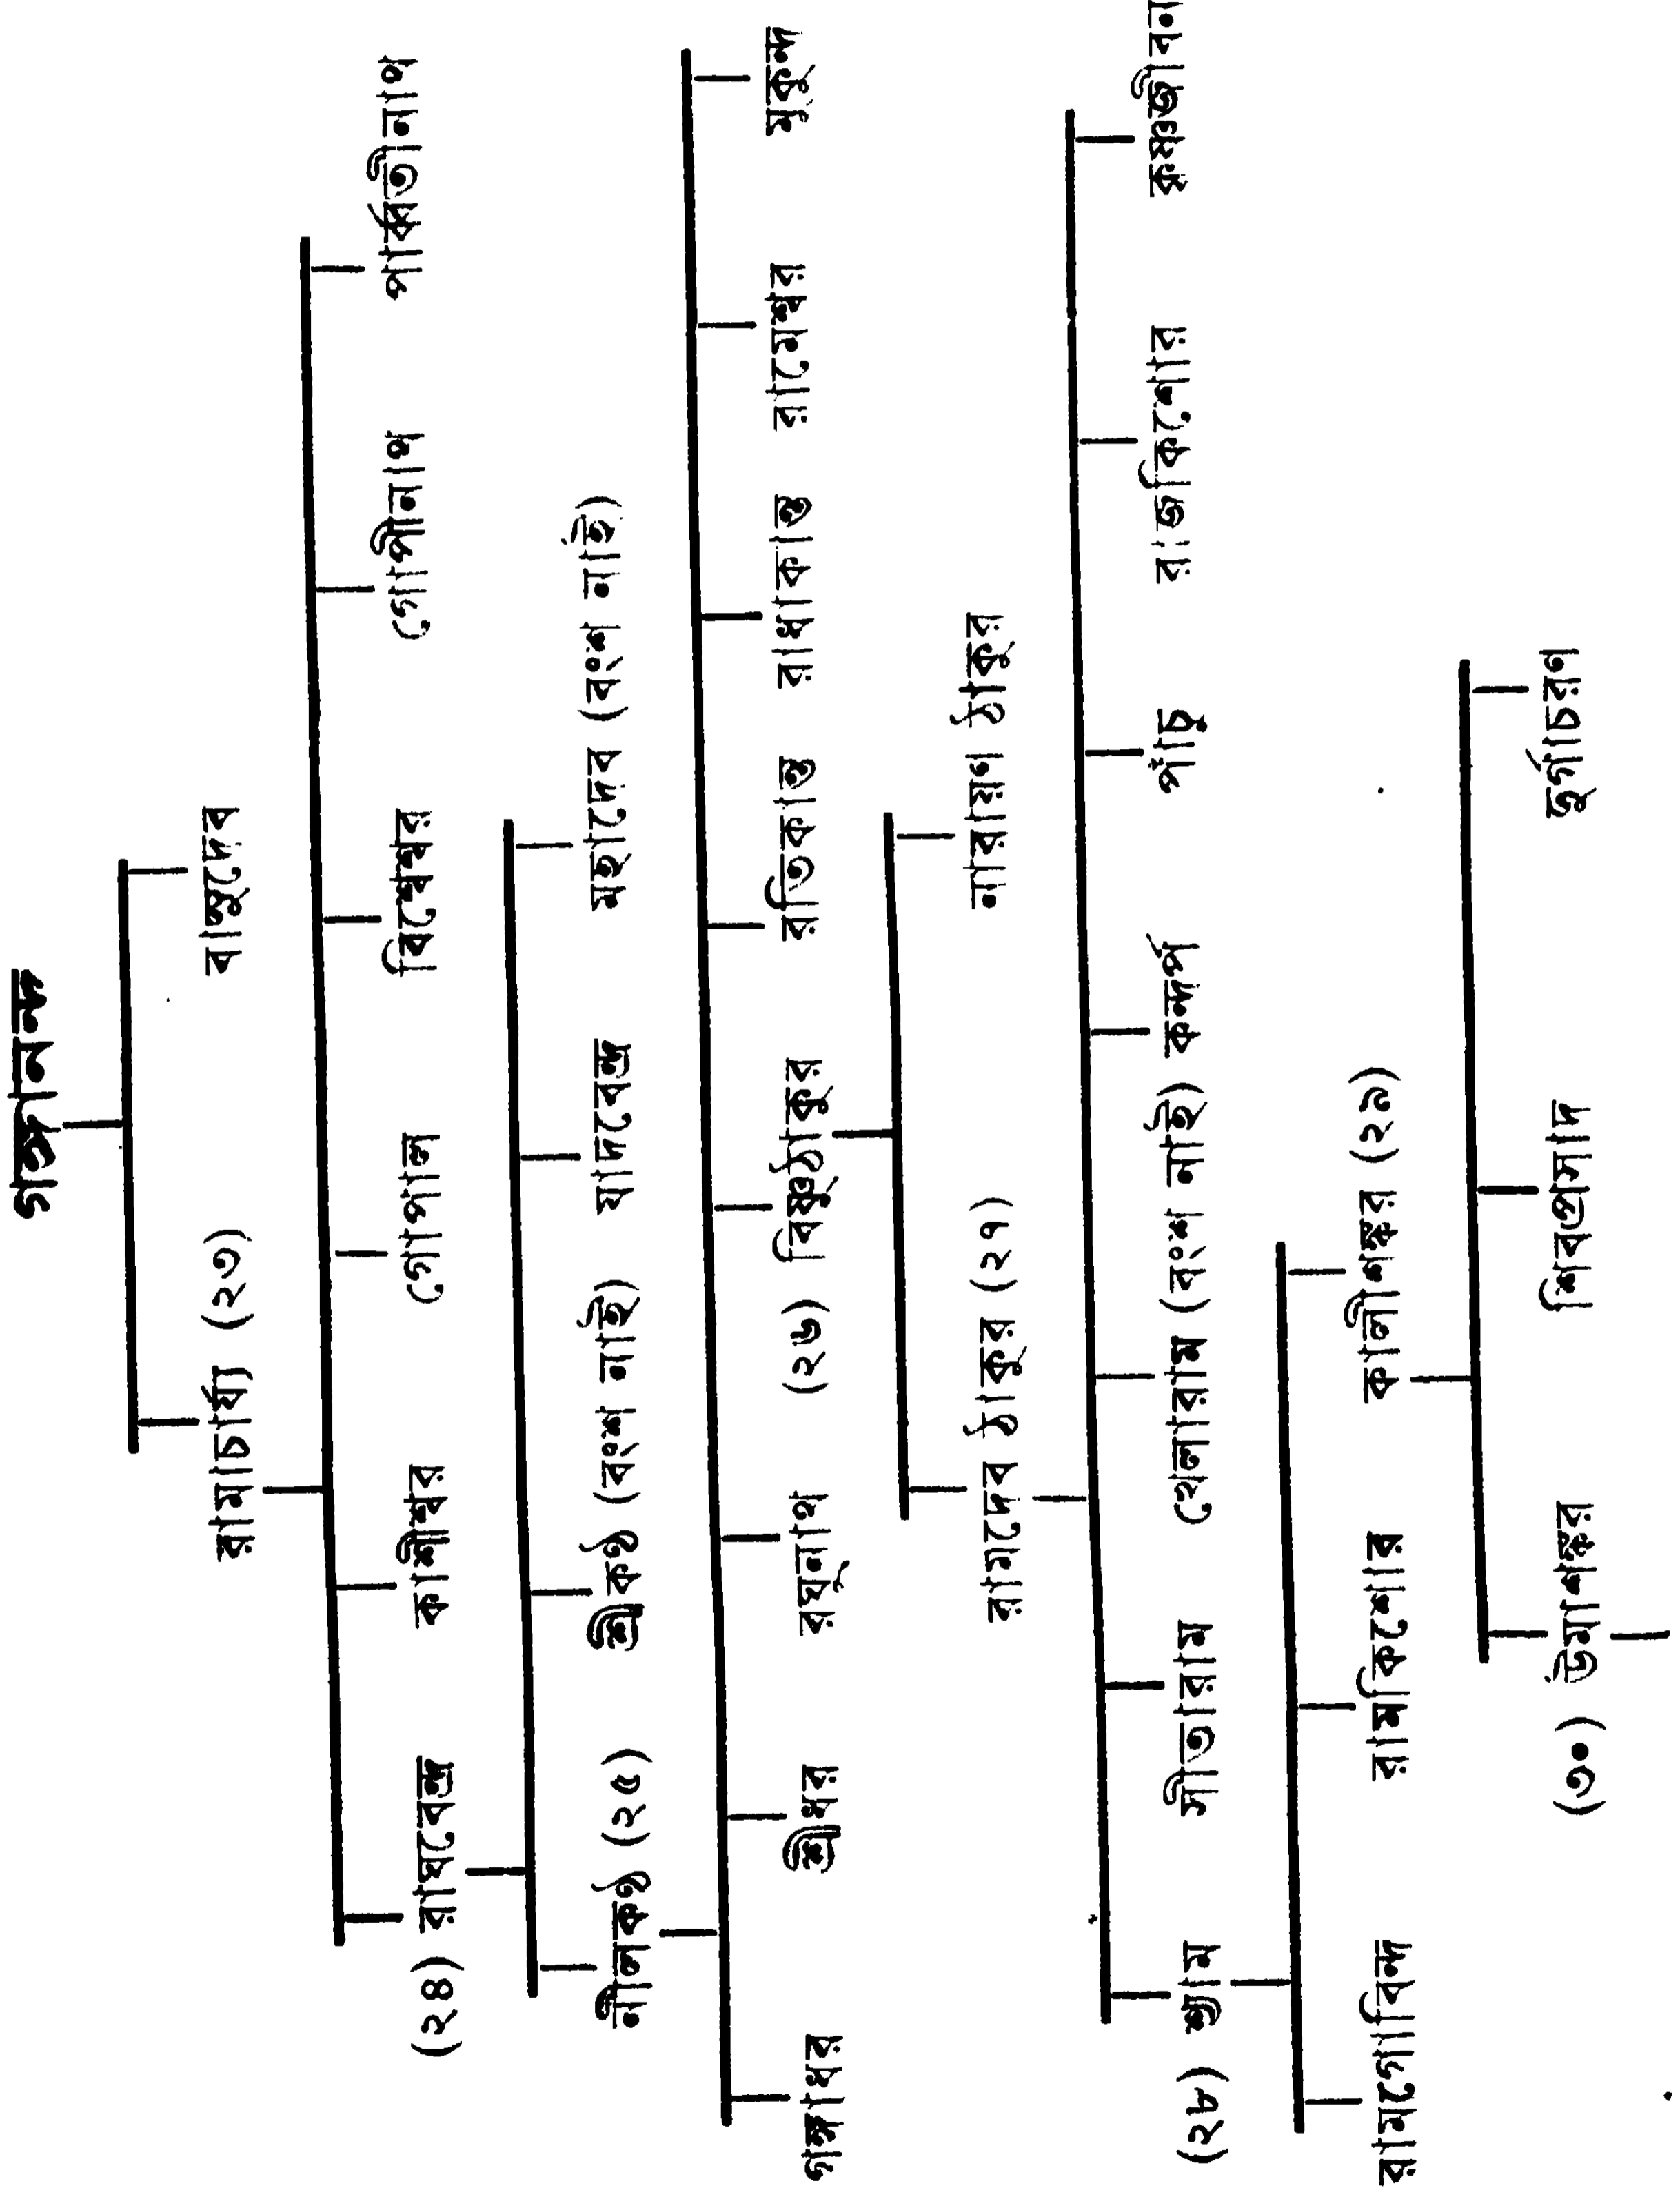 গঙ্গানন্দ
রামাচার্য্য (২৩) বাসুদেব
(২৪) রাঘবেন্দ্র কাশীশ্বর গোপাল বিশ্বেশ্বর গোপীনাথ পার্ব্বতীনাথ
নীলকণ্ঠ (২৫) শ্রীকণ্ঠ (বংশ নাই) যাদবেন্দ্র মহাদেব (বংশ নাই)
গঙ্গাধর শ্রীধর রঘুনাথ (২৬) বিষ্ণুঠাকুর রতিকান্ত রাধাকান্ত রামেশ্বর মুকুন্দ
রামদেব ঠাকুর (২৭) নারায়ণ ঠাকুর
(২৮) শ্যাম সীতারাম খেলারাম (বংশ নাই) কন্দর্প পাঁচু রাজকিশোর কৃষ্ণজীবন
রামগোবিন্দ রামকিশোর কালীশঙ্কর (২৯)
(৩০) উমাশঙ্কর শিবপ্রসাদ দুর্গাচরণ